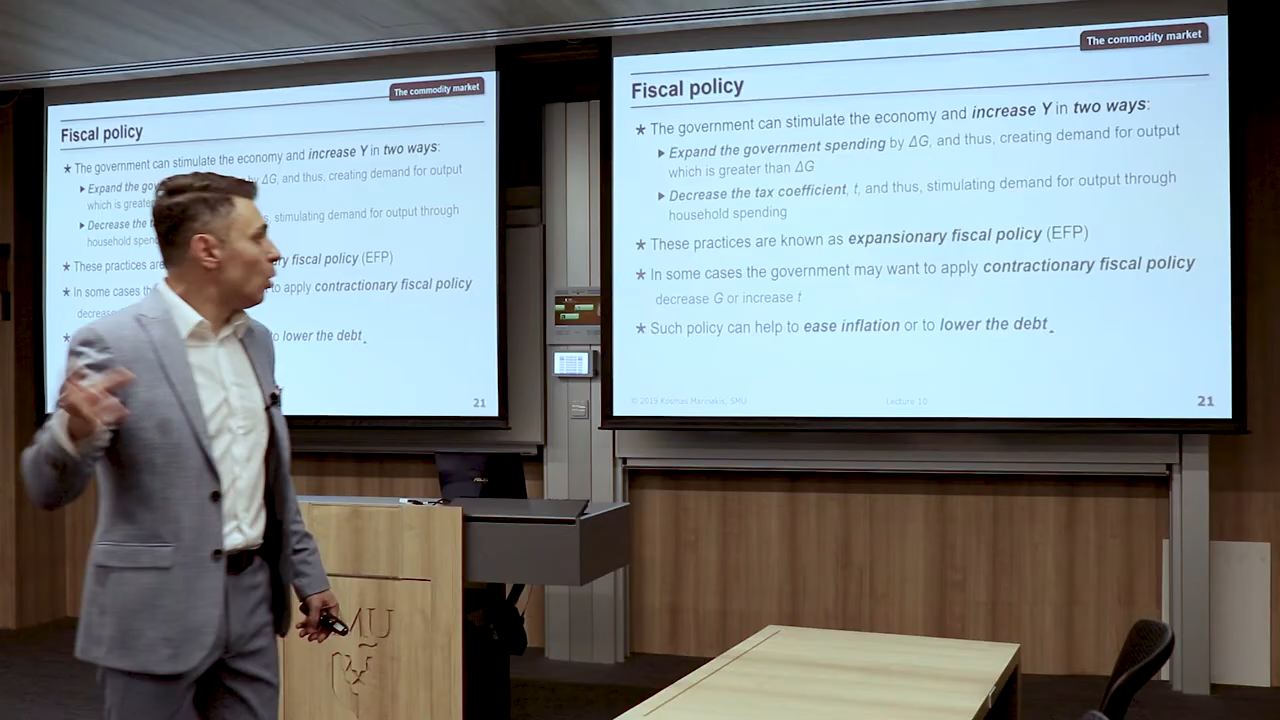 The commodity market
Fiscal policy
★ The government can stimulate the economy and increase Y in two ways:
▶ Expand the gov by ΔG, and thus, creating demand for output
which is greater
▶ Decrease the t s, stimulating demand for output through
household spen
★ These practices are ry fiscal policy (EFP)
★ In some cases th to apply contractionary fiscal policy
decrease
★ o lower the debt
21
The commodity market
Fiscal policy
★ The government can stimulate the economy and increase Y in two ways:
▶ Expand the government spending by ΔG, and thus, creating demand for output
which is greater than ΔG
▶ Decrease the tax coefficient, t, and thus, stimulating demand for output through
household spending
★ These practices are known as expansionary fiscal policy (EFP)
★ In some cases the government may want to apply contractionary fiscal policy
decrease G or increase t
★ Such policy can help to ease inflation or to lower the debt
© 2019 Kosmas Marinakis, SMU
Lecture 10
21
MU